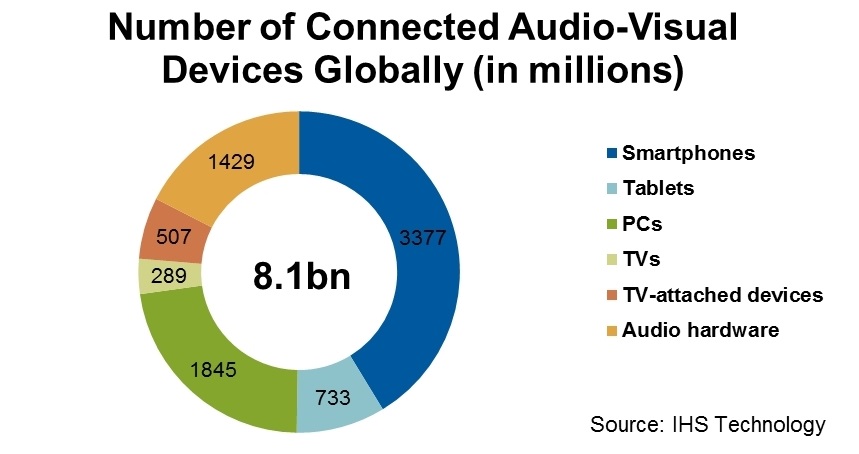 Number of Connected Audio-Visual
Devices Globally (in millions)
1429
3377
507
289
8.1bn
1845
733
Smartphones
Tablets
PCs
TVs
TV-attached devices
Audio hardware
Source: IHS Technology